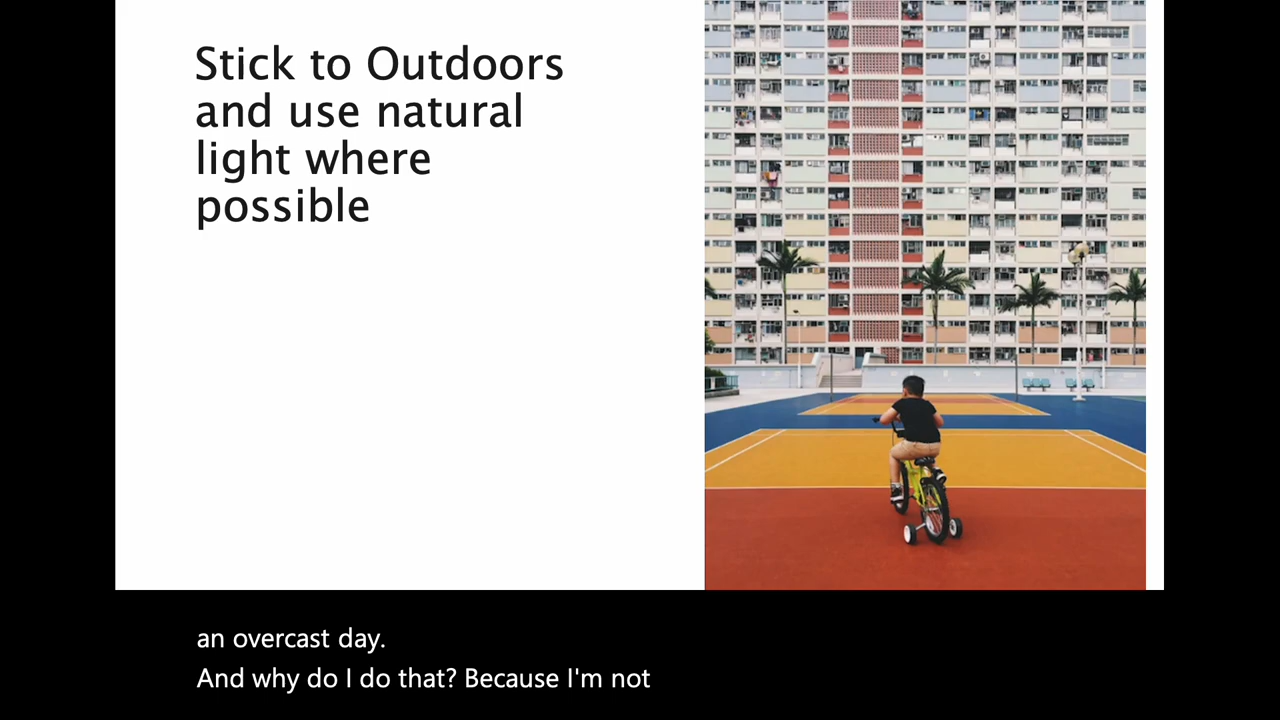 Stick to Outdoors
and use natural
light where
possible
an overcast day.
And why do I do that? Because I'm not